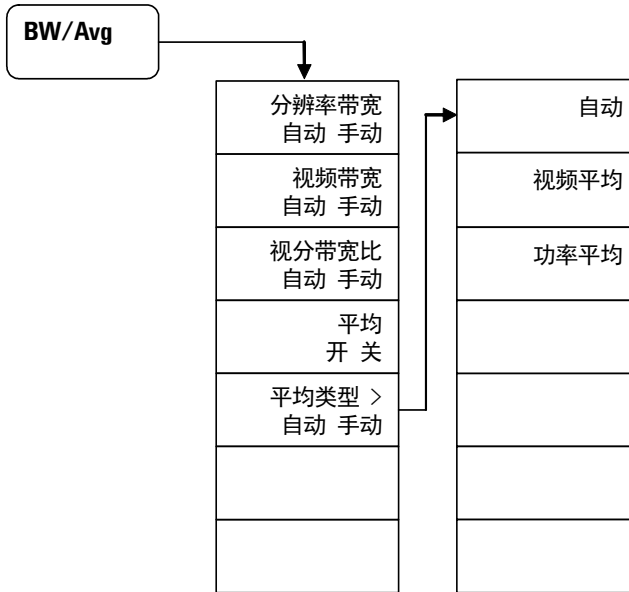 BW/Avg
分辨率带宽
自动 手动
视频带宽
自动 手动
视分带宽比
自动 手动
平均
开 关
平均类型 >
自动 手动
自动
视频平均
功率平均